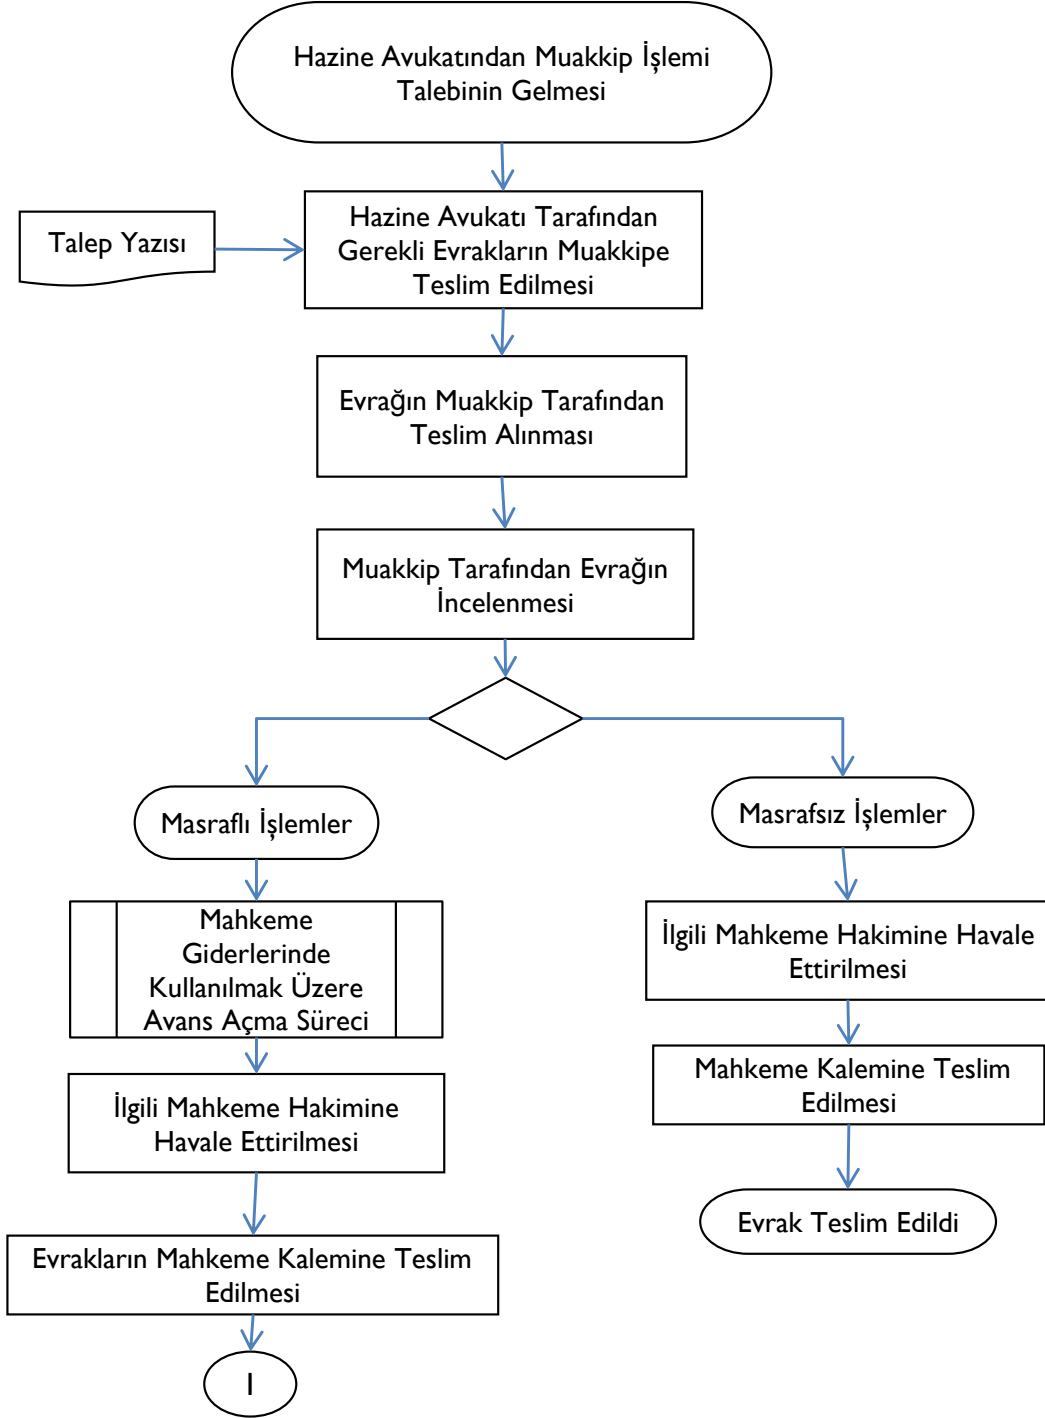 Hazine Avukatından Muakkip İşlemi
Talebinin Gelmesi
Talep Yazısı
Hazine Avukatı Tarafından
Gerekli Evrakların Muakkipe
Teslim Edilmesi
Evrağın Muakkip Tarafından
Teslim Alınması
Muakkip Tarafından Evrağın
İncelenmesi
Masraflı İşlemler
Mahkeme
Giderlerinde
Kullanılmak Üzere
Avans Açma Süreci
İlgili Mahkeme Hakimine
Havale Ettirilmesi
Evrakların Mahkeme Kalemine Teslim
Edilmesi
1
Masrafsız İşlemler
İlgili Mahkeme Hakimine Havale
Ettirilmesi
Mahkeme Kalemine Teslim
Edilmesi
Evrak Teslim Edildi